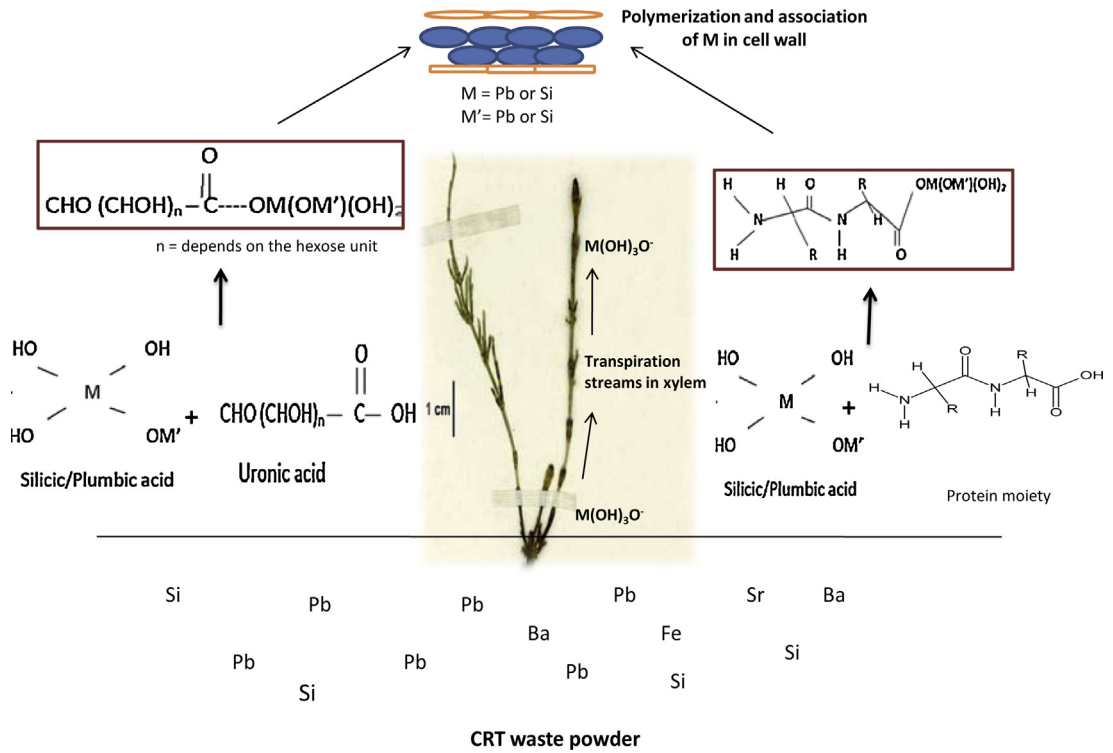 Polymerization and association
of M in cell wall
M = Pb or Si
M'= Pb or Si
O
CHO (CHOH)n—C----OM(OM')(OH)2
n = depends on the hexose unit
H H O R OM(OM')(OH)2
N N H
H R H O
M(OH)3O-
Transpiration
streams in xylem
M(OH)3O-
1 cm
HO OH
M
HO OM'
+
Silicic/Plumbic acid
O
CHO(CHOH)n—C—OH
Uronic acid
HO OH
M
HO OM'
+
Silicic/Plumbic acid
H O R
H N N H OH
H R H O
Protein moiety
Si Pb Pb Pb Sr Ba
Ba Fe
Pb Pb Pb Si
Si Si
CRT waste powder